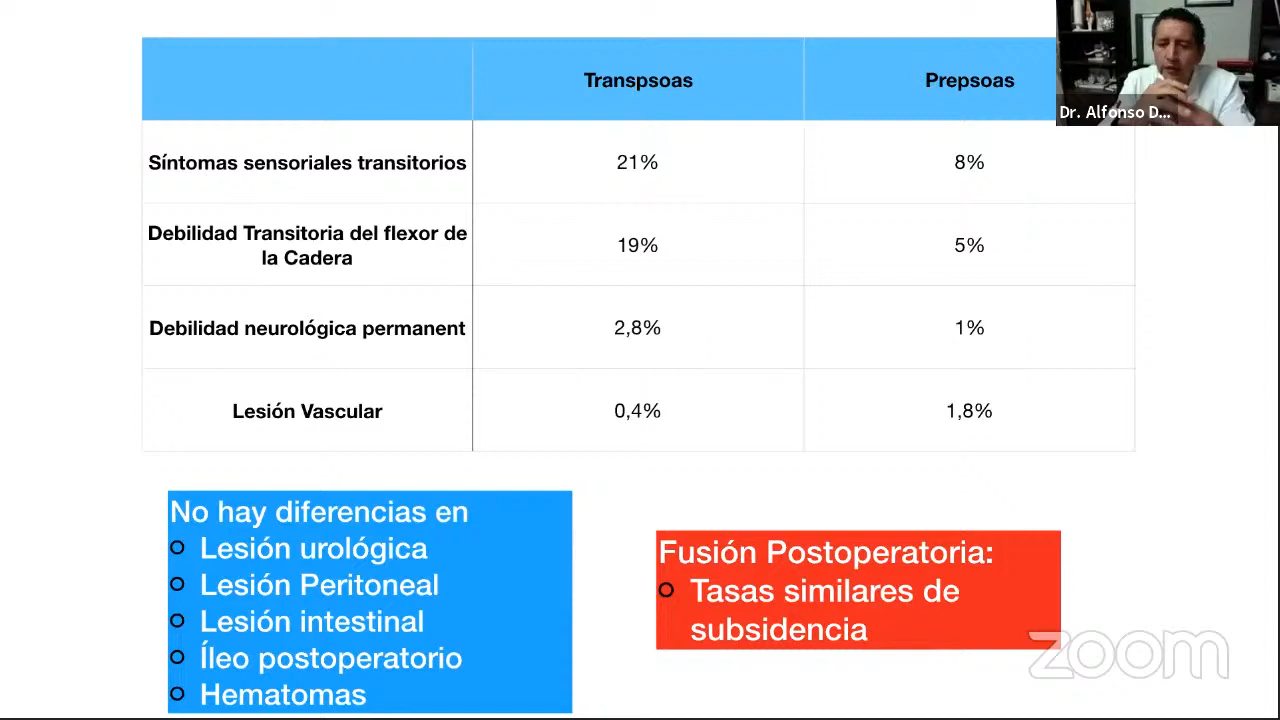 Transpsoas
Prepsoas
Dr. Alfonso D...
Síntomas sensoriales transitorios
21%
8%
Debilidad Transitoria del flexor de
la Cadera
19%
5%
Debilidad neurológica permanent
2,8%
1%
Lesión Vascular
0,4%
1,8%
No hay diferencias en
Lesión urológica
Lesión Peritoneal
Lesión intestinal
Íleo postoperatorio
Hematomas
Fusión Postoperatoria:
Tasas similares de
subsidencia
zoom